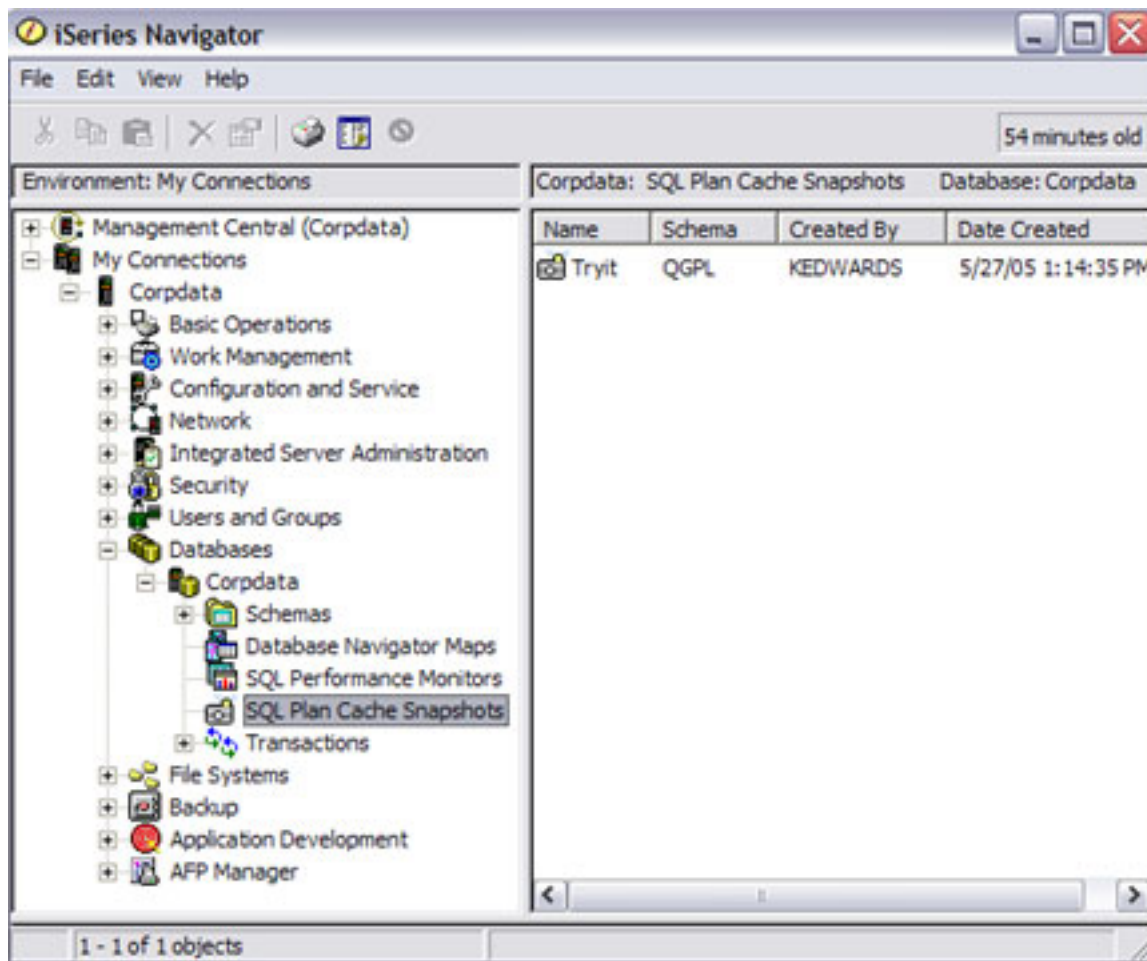 iSeries Navigator
File Edit View Help
54 minutes old
Environment: My Connections
Corpdata: SQL Plan Cache Snapshots Database: Corpdata
Management Central (Corpdata)
My Connections
Corpdata
Basic Operations
Work Management
Configuration and Service
Network
Integrated Server Administration
Security
Users and Groups
Databases
Corpdata
Schemas
Database Navigator Maps
SQL Performance Monitors
SQL Plan Cache Snapshots
Transactions
File Systems
Backup
Application Development
AFP Manager
Name Schema Created By Date Created
Tryit QGPL KEDWARDS 5/27/05 1:14:35 PM
1 - 1 of 1 objects